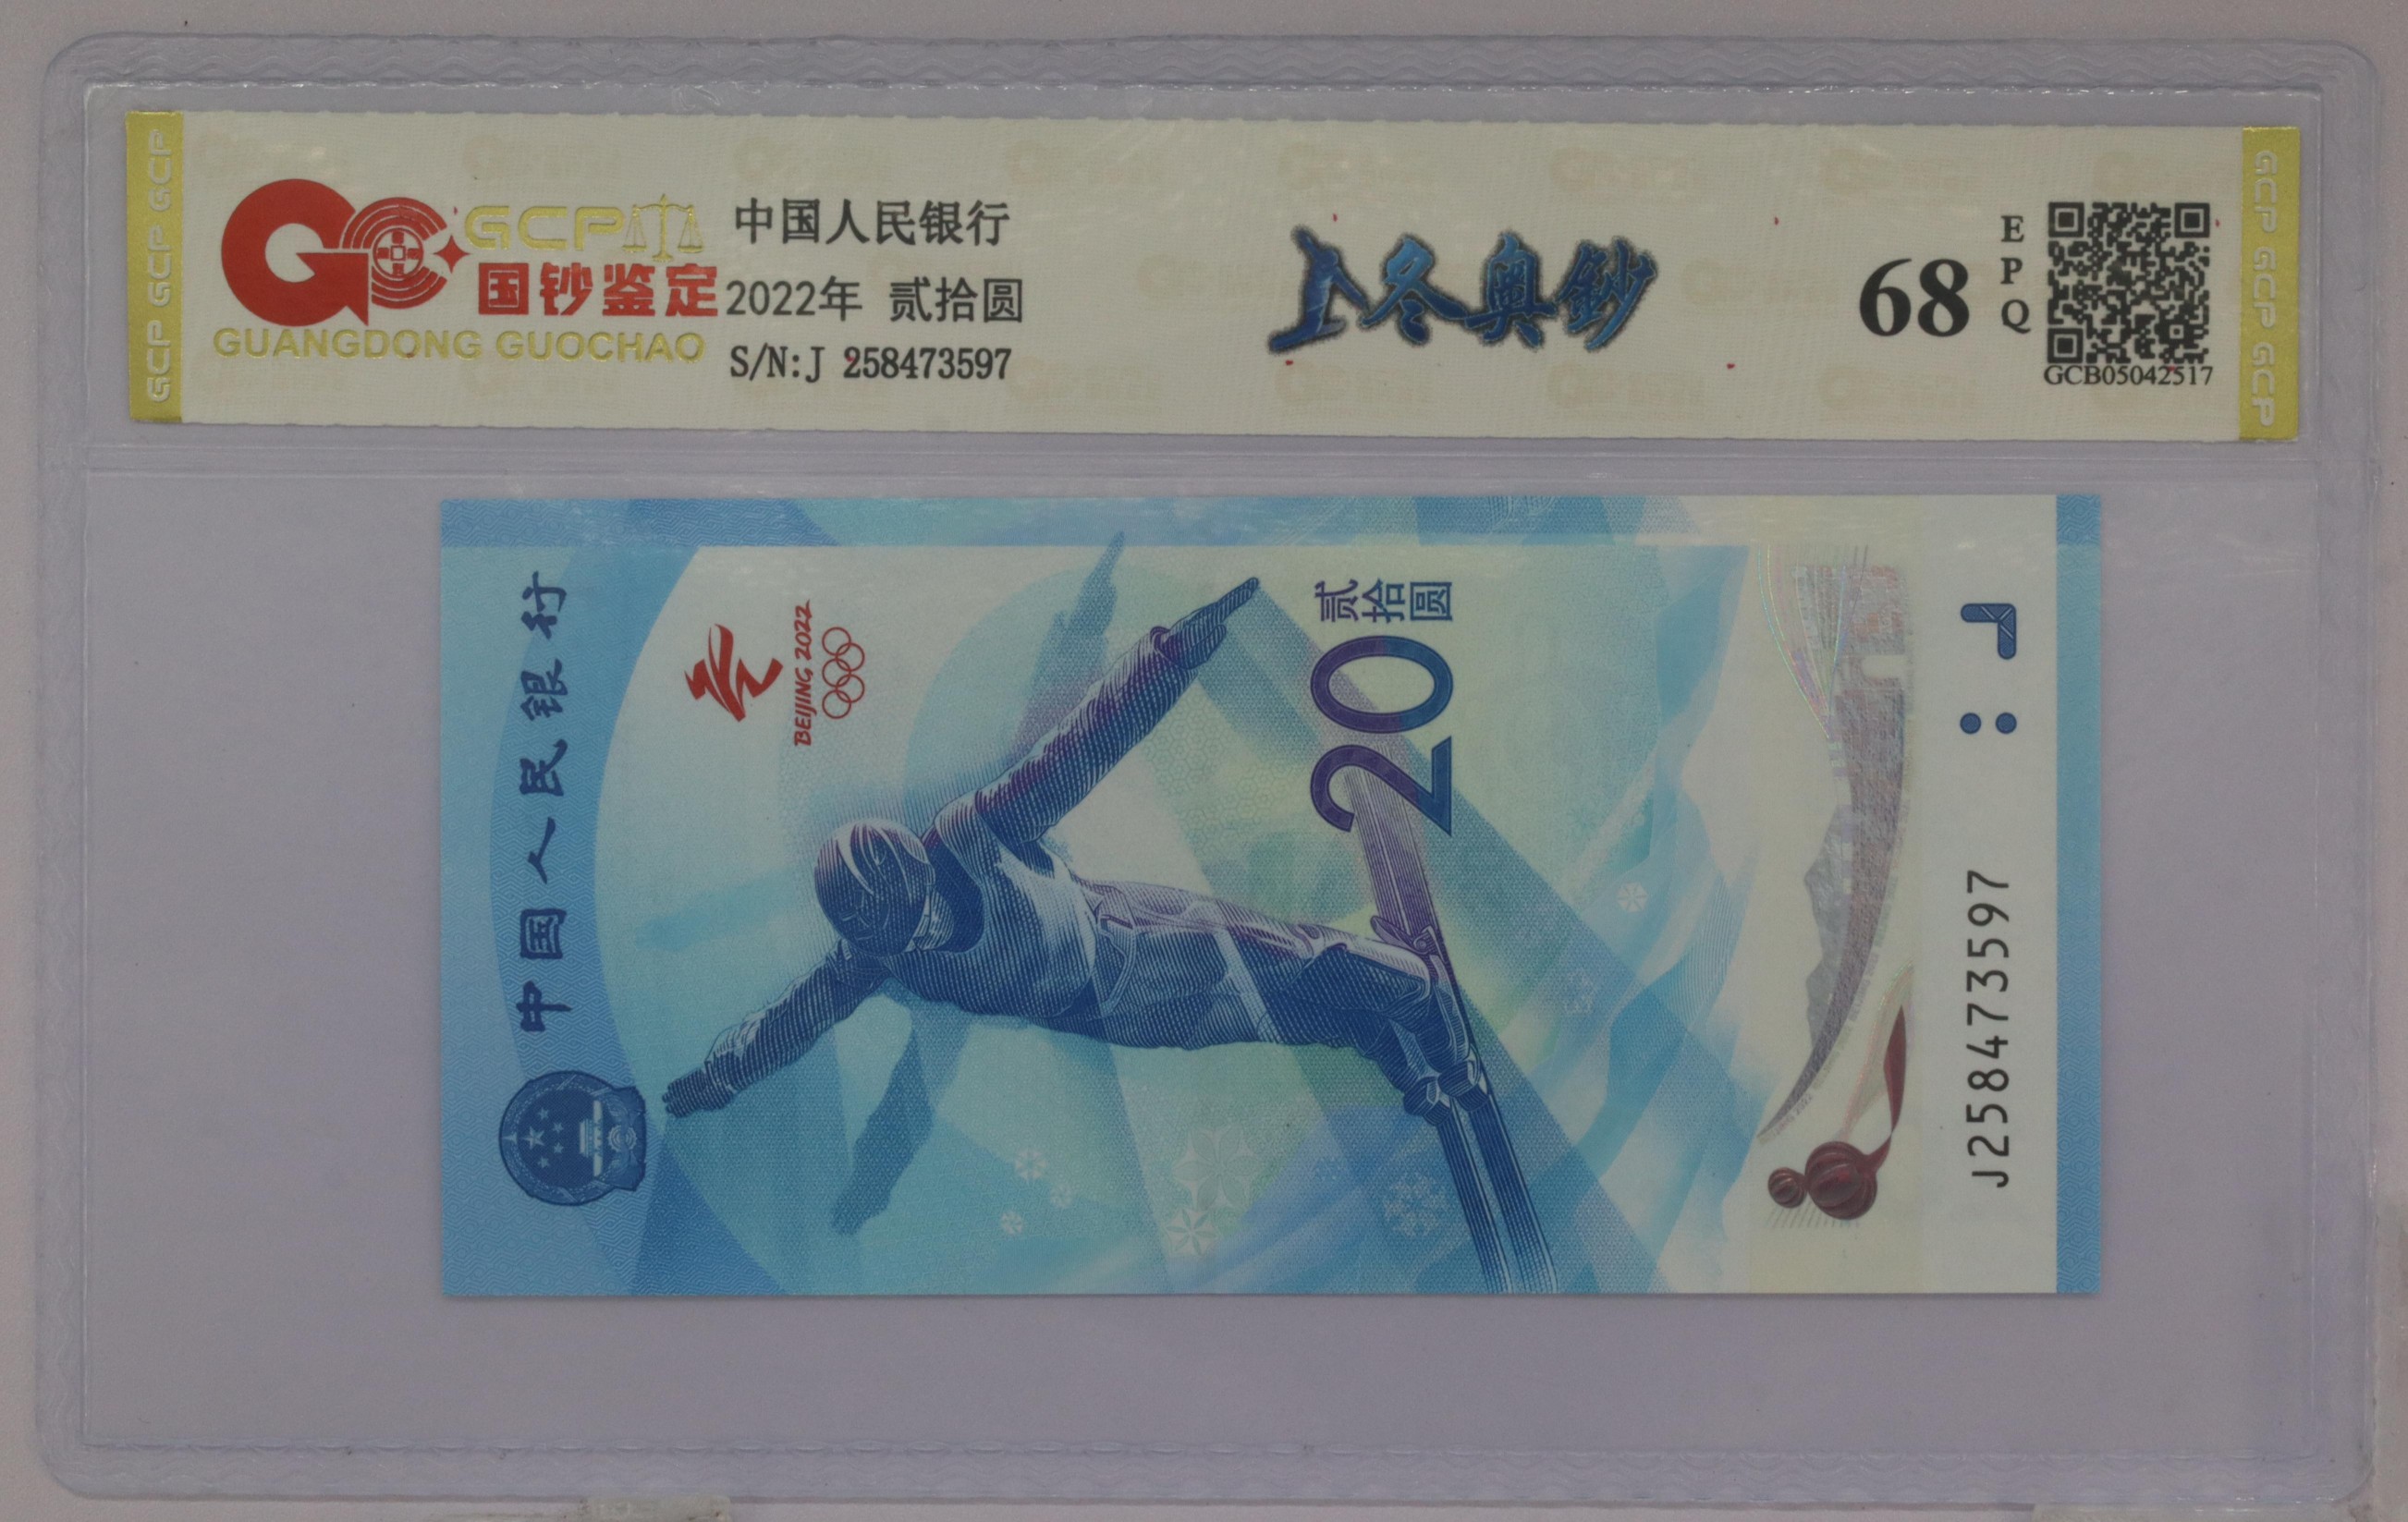 GCP GCP GCP
GCP
国钞鉴定
GUANGDONG GUOCHAO
中国人民银行
2022年 贰拾圆
S/N:J 258473597
冬奥鈔
68
EPQ
GCB05042517
GCP GCP GCP
中国人民银行
BEIJING 2022
贰拾圆
20
J258473597